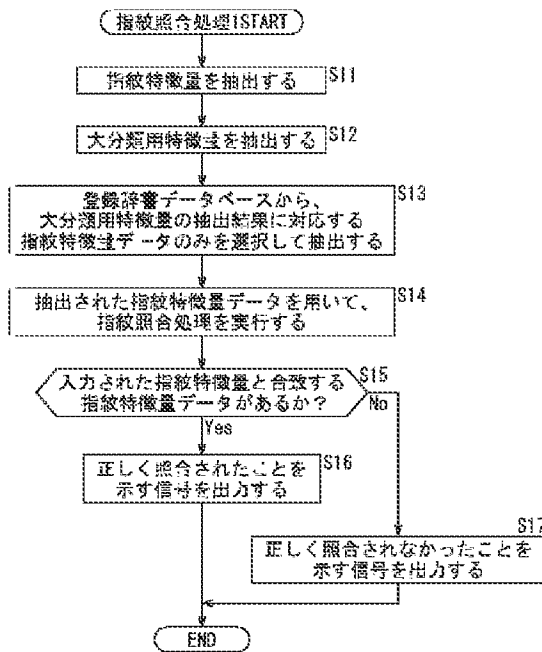 指紋照合処理1START
指紋特徴量を抽出する
S11
大分類用特徴量を抽出する
S12
登録辞書データベースから、
大分類用特徴量の抽出結果に対応する
指紋特徴量データのみを選択して抽出する
S13
抽出された指紋特徴量データを用いて、
指紋照合処理を実行する
S14
入力された指紋特徴量と合致する
指紋特徴量データがあるか?
S15
No
Yes
正しく照合されたことを
示す信号を出力する
S16
正しく照合されなかったことを
示す信号を出力する
S17
END